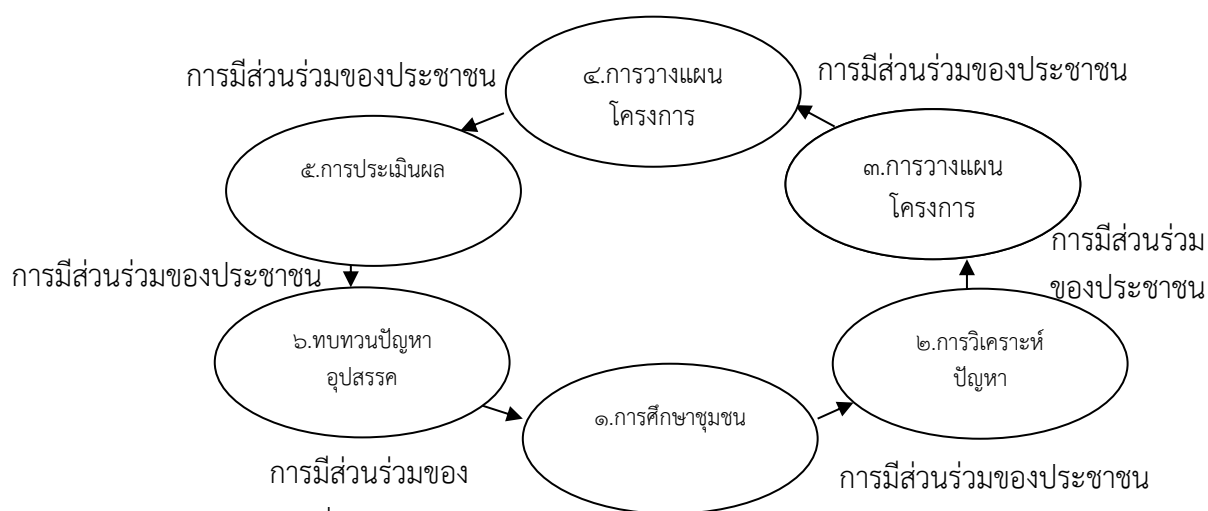 การมีส่วนร่วมของประชาชน
๔.การวางแผน
โครงการ
การมีส่วนร่วมของประชาชน
๕.การประเมินผล
๓.การวางแผน
โครงการ
การมีส่วนร่วม
ของประชาชน
การมีส่วนร่วมของประชาชน
๖.ทบทวนปัญหา
อุปสรรค
๒.การวิเคราะห์
ปัญหา
๑.การศึกษาชุมชน
การมีส่วนร่วมของ
การมีส่วนร่วมของประชาชน